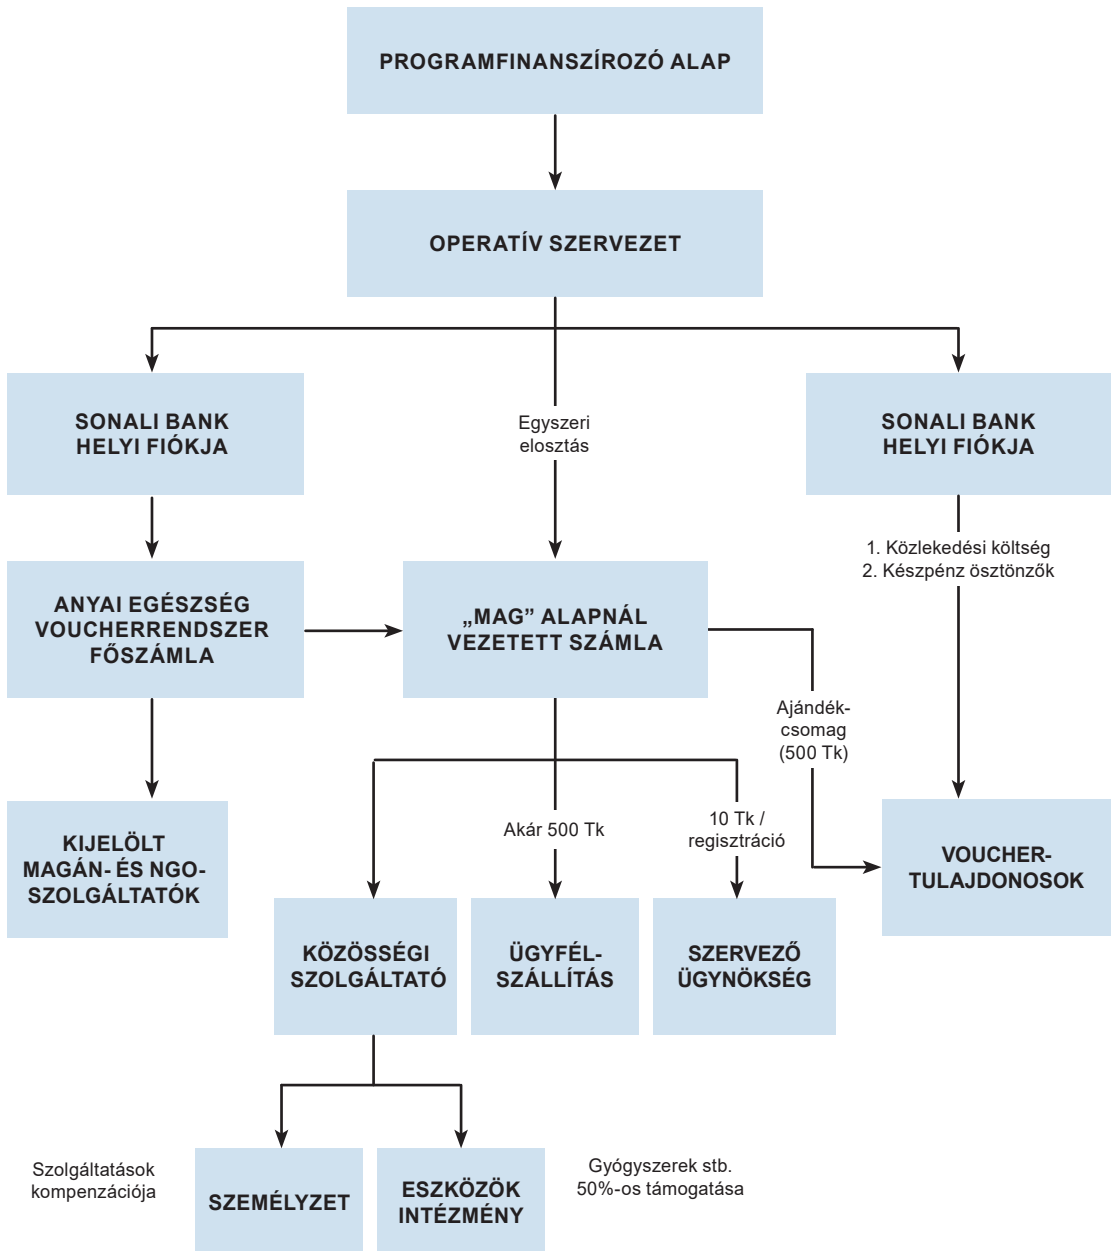 PROGRAMFINANSZÍROZÓ ALAP
OPERATÍV SZERVEZET
SONALI BANK
HELYI FIÓKJA
Egyszeri
elosztás
SONALI BANK
HELYI FIÓKJA
1. Közlekedési költség
2. Készpénz ösztönzők
ANYAI EGÉSZSÉG
VOUCHERRENDSZER
FŐSZÁMLA
„MAG” ALAPNÁL
VEZETETT SZÁMLA
Ajándék-
csomag
(500 Tk)
KIJELÖLT
MAGÁN- ÉS NGO-
SZOLGÁLTATÓK
Akár 500 Tk
10 Tk /
regisztráció
VOUCHER-
TULAJDONOSOK
KÖZÖSSÉGI
SZOLGÁLTATÓ
ÜGYFÉL-
SZÁLLÍTÁS
SZERVEZŐ
ÜGYNÖKSÉG
Szolgáltatások
kompenzációja
SZEMÉLYZET
ESZKÖZÖK
INTÉZMÉNY
Gyógyszerek stb.
50%-os támogatása